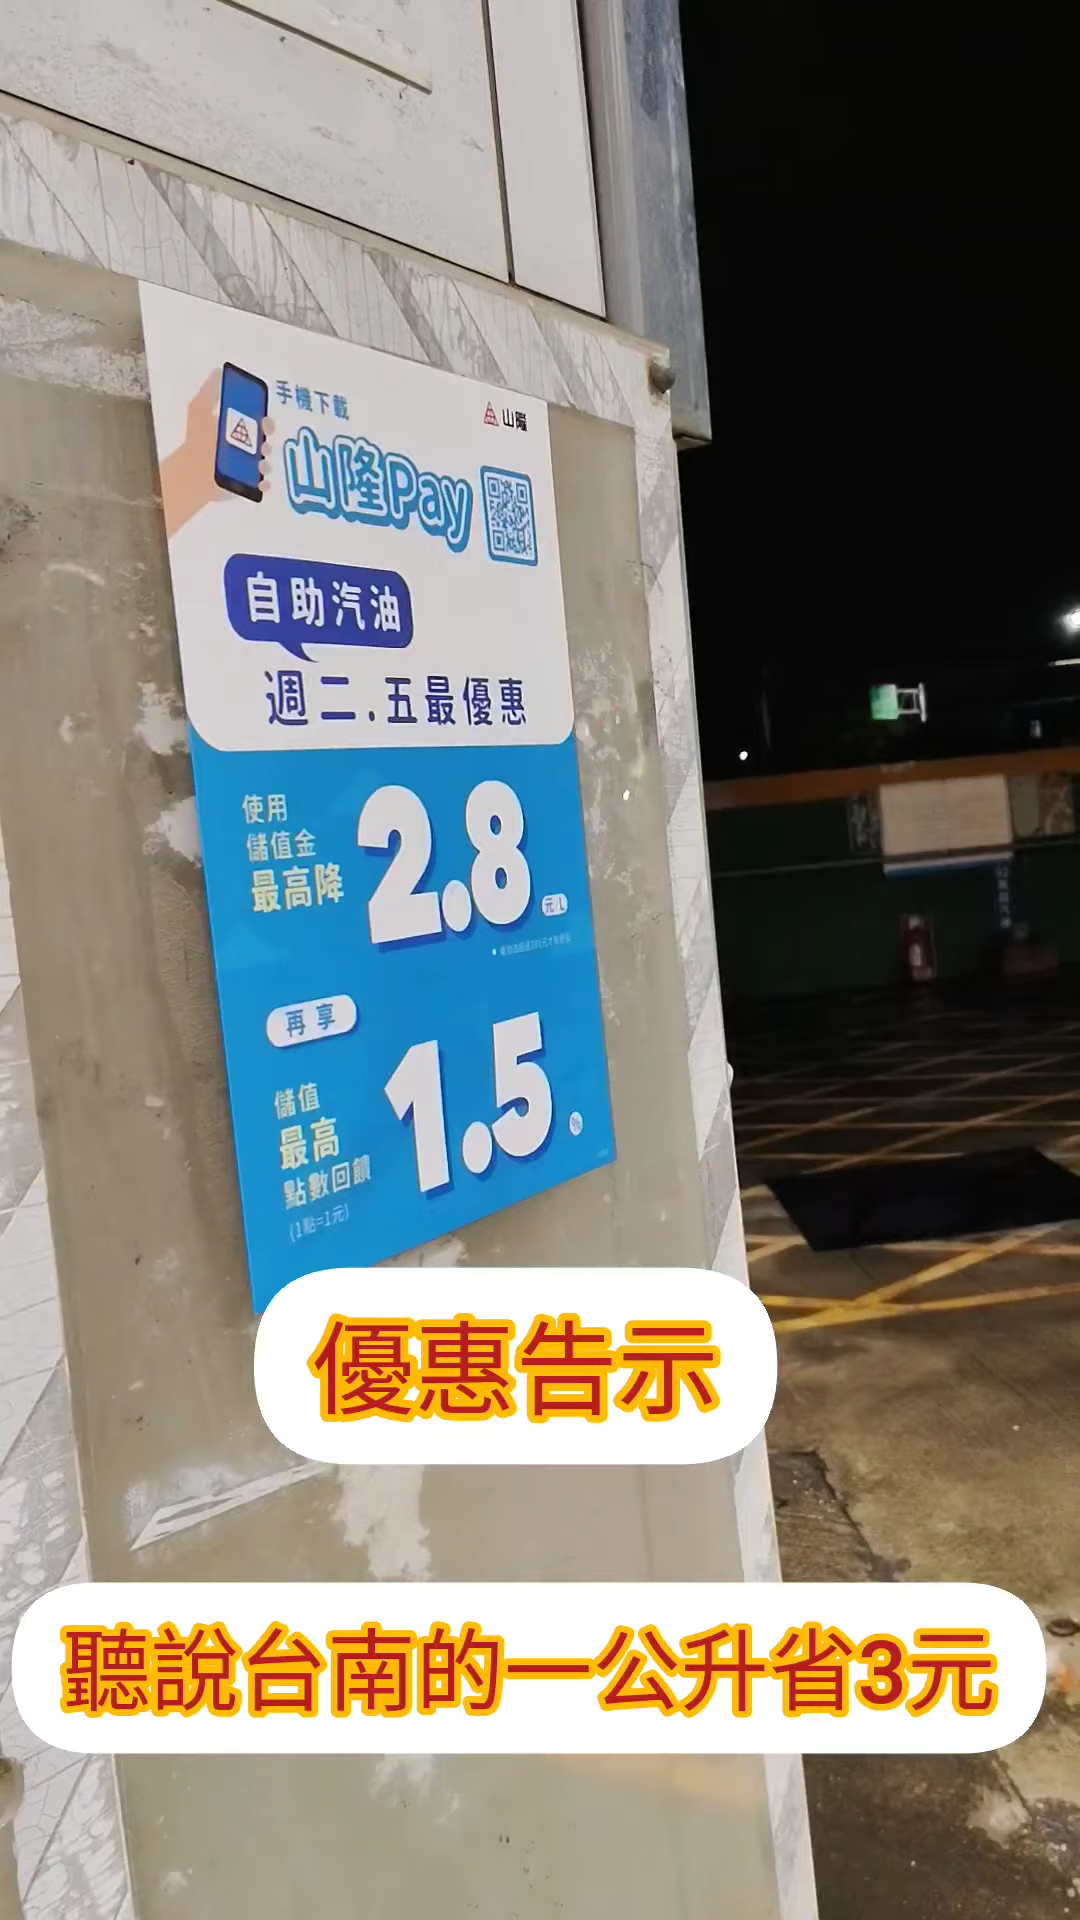 手機下載
山隆
山隆Pay
自助汽油
週二.五最優惠
使用
儲值金
最高降
2.8
元/L
再享
儲值
最高
點數回饋
(1點=1元)
1.5
%
優惠告示
聽說台南的一公升省3元